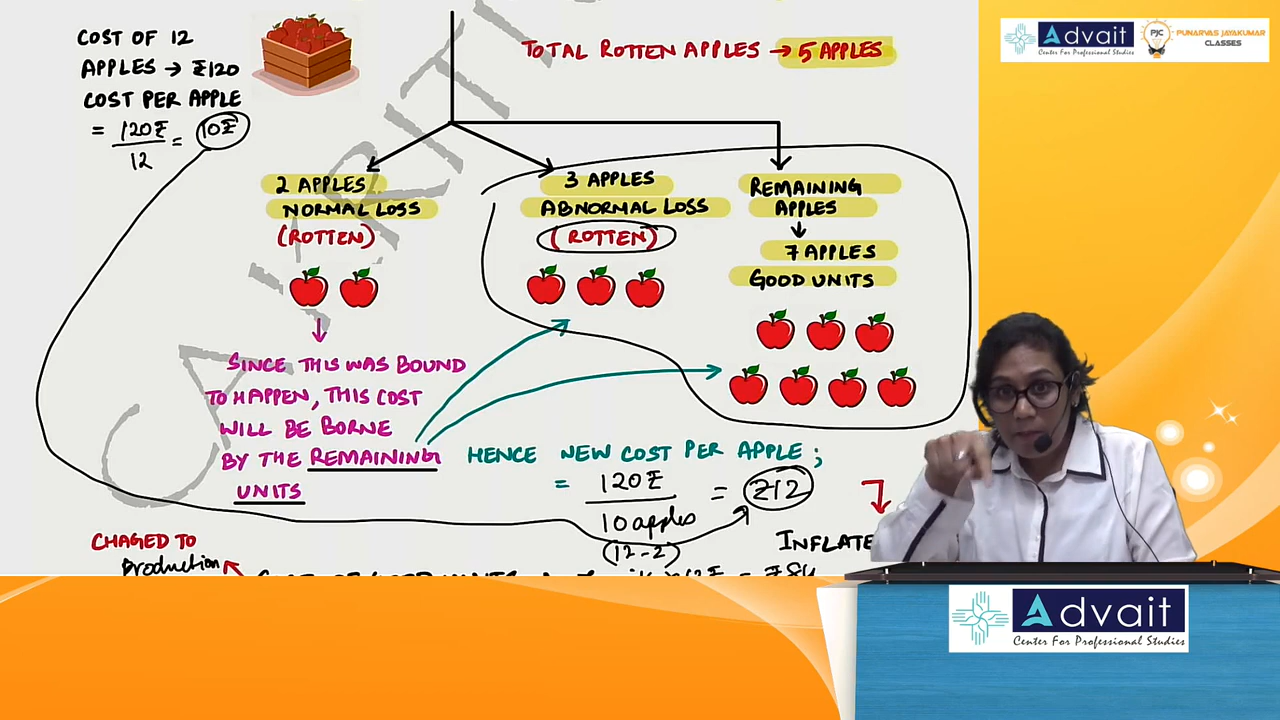 COST OF 12
APPLES → ₹120
COST PER APPLE
= 120₹ / 12 = 10₹
TOTAL ROTTEN APPLES → 5 APPLES
2 APPLES
NORMAL LOSS
(ROTTEN)
3 APPLES
ABNORMAL LOSS
(ROTTEN)
REMAINING
APPLES
7 APPLES
GOOD UNITS
SINCE THIS WAS BOUND
TO HAPPEN, THIS COST
WILL BE BORNE
BY THE REMAINING
UNITS
HENCE NEW COST PER APPLE ;
= 120₹ / 10 apples = ₹12
(12-2)
INFLATE
CHAGED TO
Production
Advait
Center For Professional Studies
PJC
PUNARVAS JAYAKUMAR
CLASSES
Advait
Center For Professional Studies